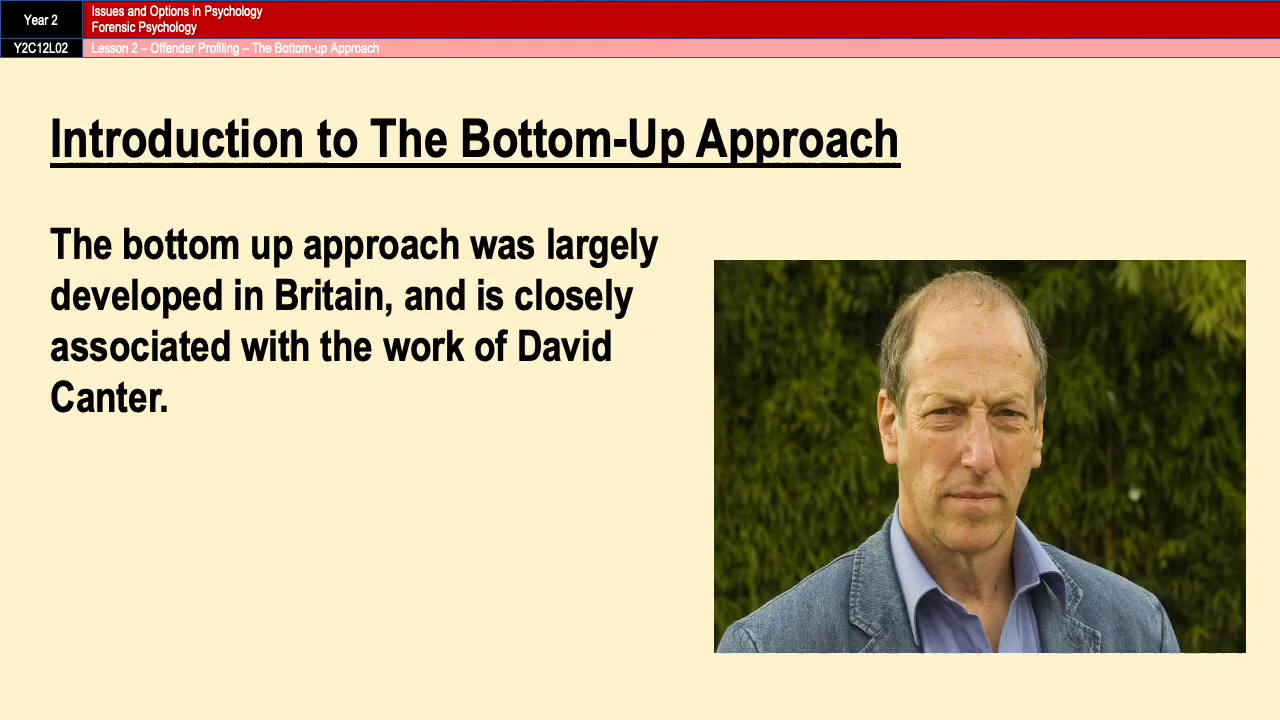 Year 2
Issues and Options in Psychology
Forensic Psychology
Y2C12L02
Lesson 2 – Offender Profiling – The Bottom-up Approach
Introduction to The Bottom-Up Approach
The bottom up approach was largely
developed in Britain, and is closely
associated with the work of David
Canter.